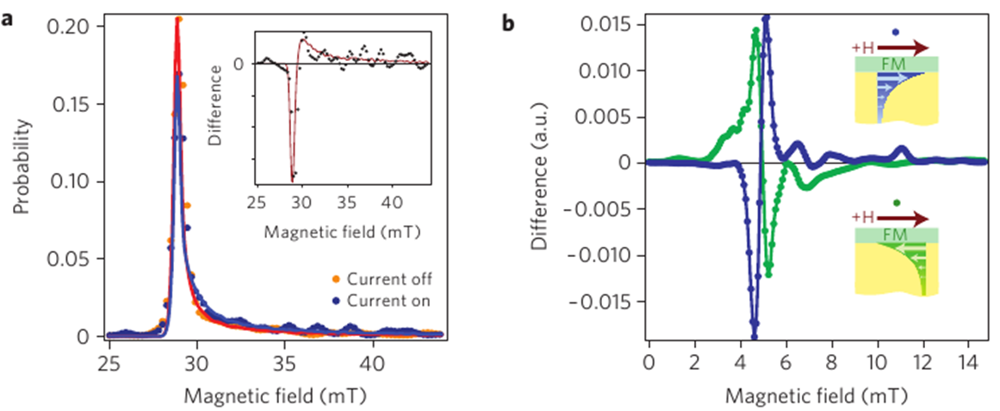 a
0.20
0.15
0.10
0.05
0
Probability
25
30
35
40
Magnetic field (mT)
0
Difference
25
30
35
40
Magnetic field (mT)
Current off
Current on
b
0.015
0.010
0.005
0
−0.005
−0.010
−0.015
Difference (a.u.)
0
2
4
6
8
10
12
14
Magnetic field (mT)
+H
FM
+H
FM